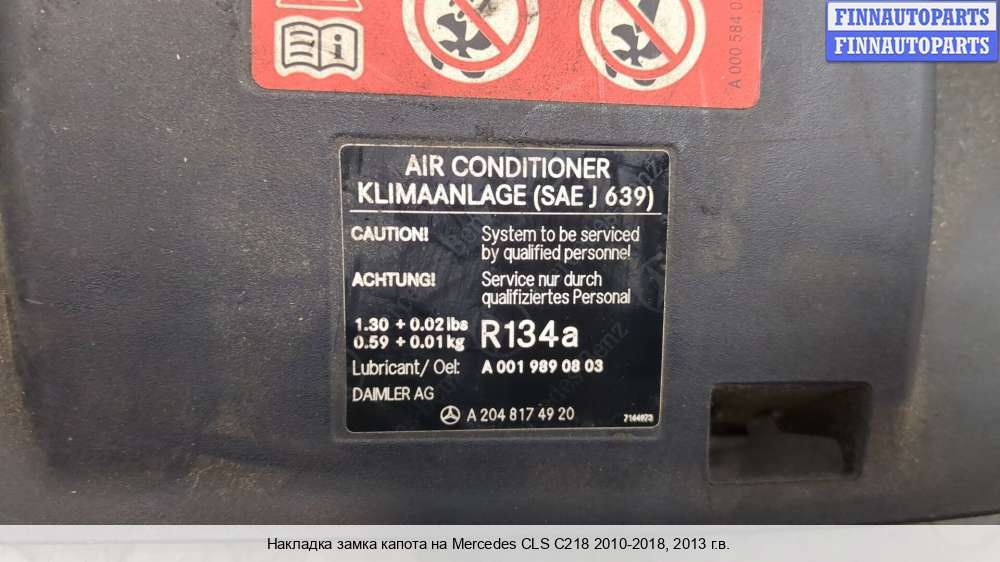 FINNAUTOPARTS
FINNAUTOPARTS
A 000 584 0
AIR CONDITIONER
KLIMAANLAGE (SAE J 639)
CAUTION! System to be serviced
by qualified personnel
ACHTUNG! Service nur durch
qualifiziertes Personal
1.30 + 0.02 lbs
0.59 + 0.01 kg R134a
Lubricant/ Oel: A 001 989 08 03
DAIMLER AG
A 204 817 49 20
Накладка замка капота на Mercedes CLS C218 2010-2018, 2013 г.в.